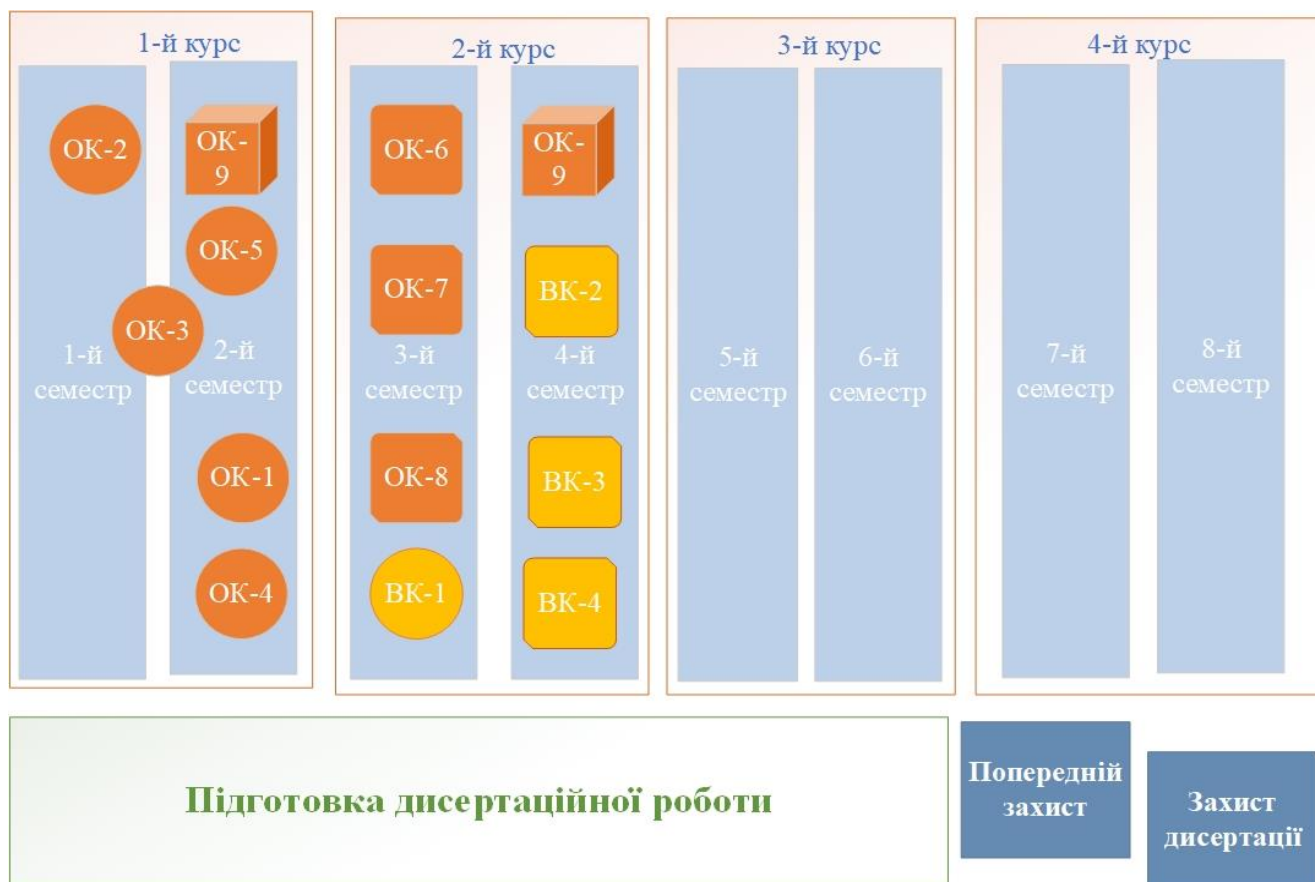 1-й курс
2-й курс
3-й курс
4-й курс
ОК-2
ОК-
9
ОК-5
ОК-3
1-й
семестр
2-й
семестр
ОК-1
ОК-4
ОК-6
ОК-7
3-й
семестр
ОК-8
ВК-1
ОК-
9
ВК-2
4-й
семестр
ВК-3
ВК-4
5-й
семестр
6-й
семестр
7-й
семестр
8-й
семестр
Підготовка дисертаційної роботи
Попередній
захист
Захист
дисертації